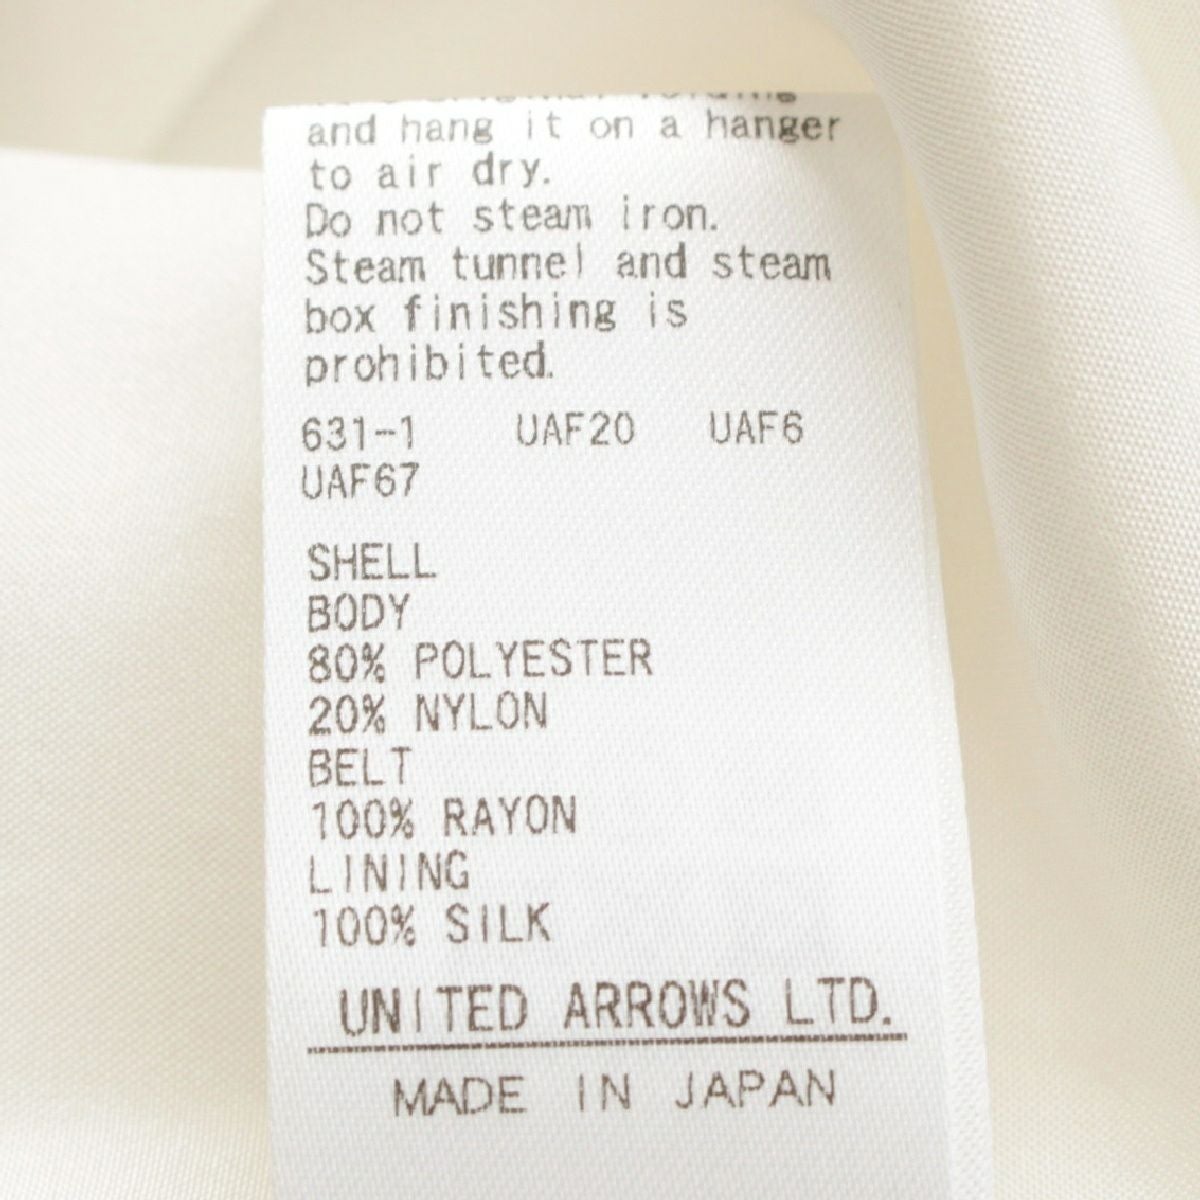 and hang it on a hanger
to air dry.
Do not steam iron.
Steam tunnel and steam
box finishing is
prohibited.
631-1 UAF20 UAF6
UAF67
SHELL
BODY
80% POLYESTER
20% NYLON
BELT
100% RAYON
LINING
100% SILK
UNITED ARROWS LTD.
MADE IN JAPAN